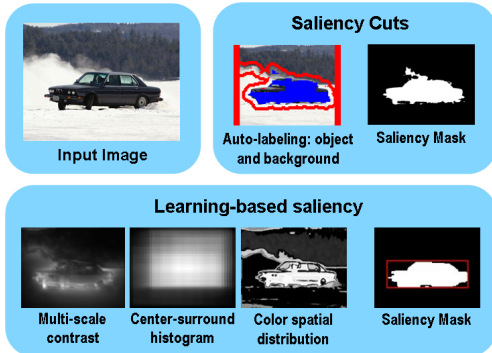 Input Image
Saliency Cuts
Auto-labeling: object
and background
Saliency Mask
Learning-based saliency
Multi-scale
contrast
Center-surround
histogram
Color spatial
distribution
Saliency Mask